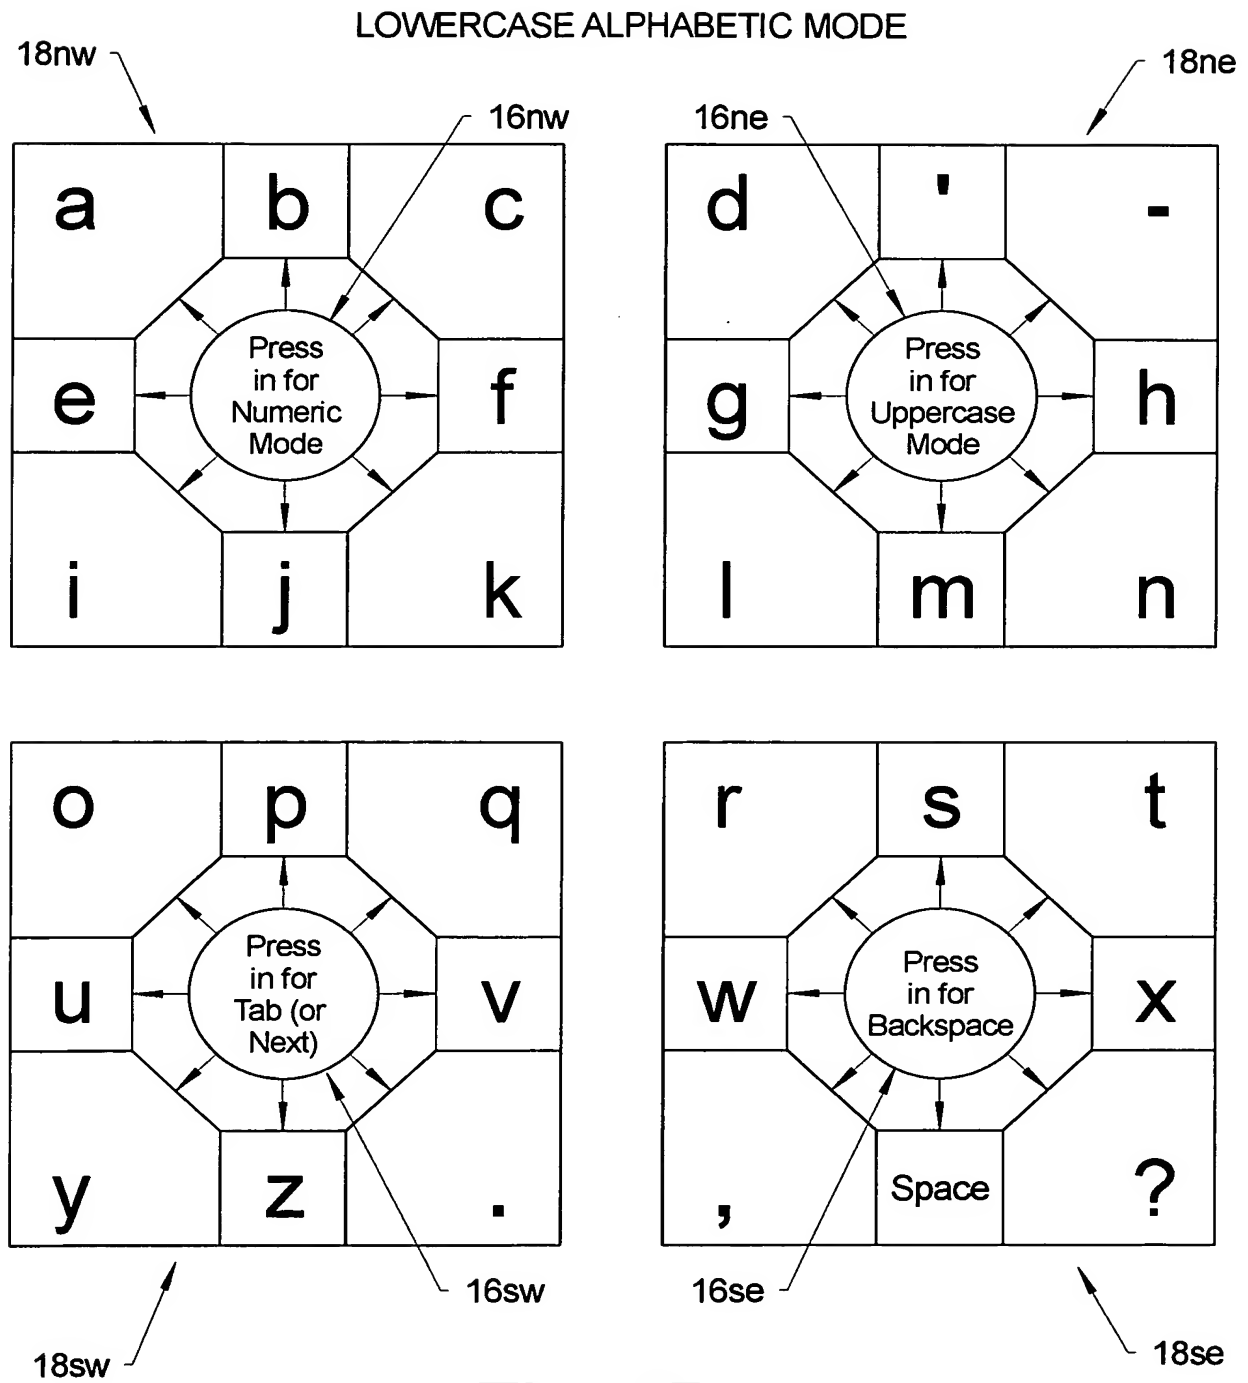 LOWERCASE ALPHABETIC MODE
18nw
18ne
16nw
16ne
a b c
d ' -
Press
in for
Numeric
Mode
e f
Press
in for
Uppercase
Mode
g h
i j k
l m n
o p q
r s t
Press
in for
Tab (or
Next)
u v
Press
in for
Backspace
w x
y z .
, Space ?
16sw
16se
18sw
18se